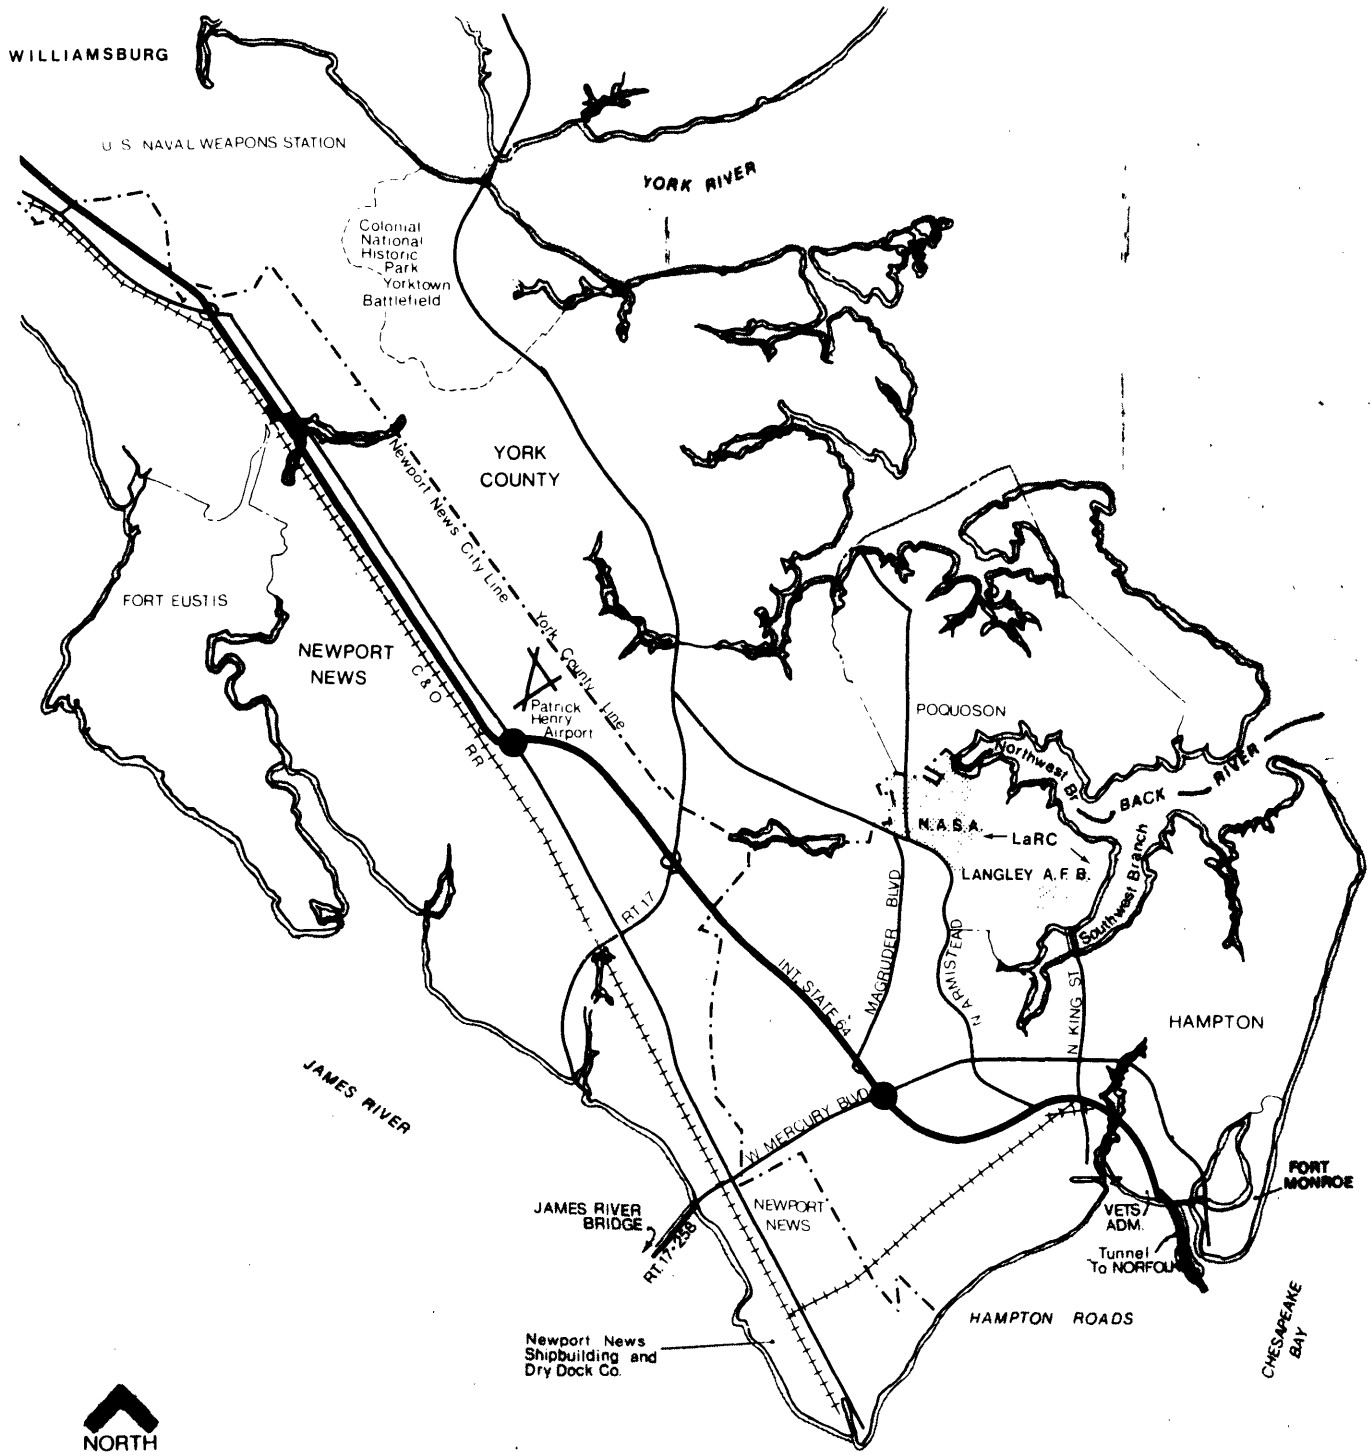 WILLIAMSBURG
U.S. NAVAL WEAPONS STATION
YORK RIVER
Colonial
National
Historic
Park
Yorktown
Battlefield
YORK
COUNTY
Newport News City Line
York County Line
FORT EUSTIS
NEWPORT
NEWS
C & O RR
Patrick
Henry
Airport
POQUOSON
Northwest Br
BACK RIVER
N.A.S.A.
LaRC
LANGLEY A.F.B.
Southwest Branch
RT 17
MAGRUDER BLVD
N ARMISTEAD
INT. STATE 64
N KING ST
HAMPTON
JAMES RIVER
W MERCURY BLVD
JAMES RIVER
BRIDGE
RT. 17-258
NEWPORT
NEWS
FORT
MONROE
VETS
ADM.
Tunnel
To NORFOLK
HAMPTON ROADS
CHESAPEAKE
BAY
Newport News
Shipbuilding and
Dry Dock Co.
NORTH